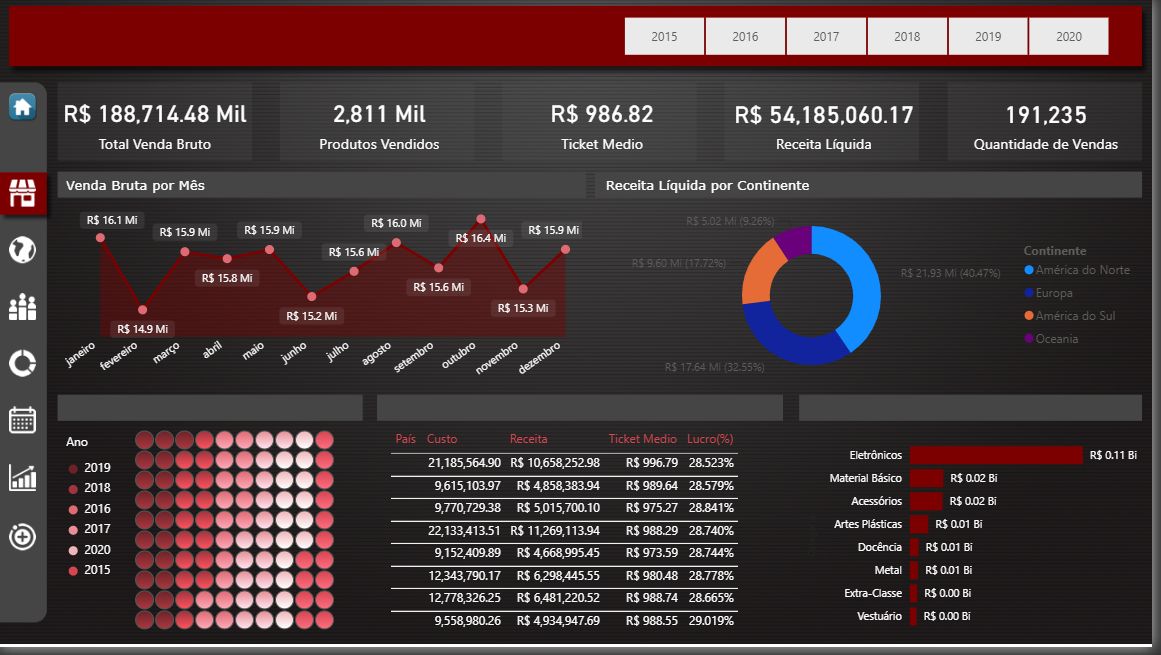 2015 2016 2017 2018 2019 2020
R$ 188,714.48 Mil
Total Venda Bruto
2,811 Mil
Produtos Vendidos
R$ 986.82
Ticket Medio
R$ 54,185,060.17
Receita Líquida
191,235
Quantidade de Vendas
Venda Bruta por Mês
R$ 16.1 Mi
R$ 14.9 Mi
R$ 15.9 Mi
R$ 15.8 Mi
R$ 15.9 Mi
R$ 15.2 Mi
R$ 15.6 Mi
R$ 16.0 Mi
R$ 15.6 Mi
R$ 16.4 Mi
R$ 15.3 Mi
R$ 15.9 Mi
janeiro
fevereiro
março
abril
maio
junho
julho
agosto
setembro
outubro
novembro
dezembro
Receita Líquida por Continente
R$ 5.02 Mi (9.26%)
R$ 9.60 Mi (17.72%)
R$ 21.93 Mi (40.47%)
R$ 17.64 Mi (32.55%)
Continente
América do Norte
Europa
América do Sul
Oceania
Ano
2019
2018
2016
2017
2020
2015
País Custo Receita Ticket Medio Lucro(%)
21,185,564.90 R$ 10,658,252.98 R$ 996.79 28.523%
9,615,103.97 R$ 4,858,383.94 R$ 989.64 28.579%
9,770,729.38 R$ 5,015,700.10 R$ 975.27 28.841%
22,133,413.51 R$ 11,269,113.94 R$ 988.29 28.740%
9,152,409.89 R$ 4,668,995.45 R$ 973.59 28.744%
12,343,790.17 R$ 6,298,445.55 R$ 980.48 28.778%
12,778,326.25 R$ 6,481,220.52 R$ 988.74 28.665%
9,558,980.26 R$ 4,934,947.69 R$ 988.55 29.019%
Eletrônicos R$ 0.11 Bi
Material Básico R$ 0.02 Bi
Acessórios R$ 0.02 Bi
Artes Plásticas R$ 0.01 Bi
Docência R$ 0.01 Bi
Metal R$ 0.01 Bi
Extra-Classe R$ 0.00 Bi
Vestuário R$ 0.00 Bi